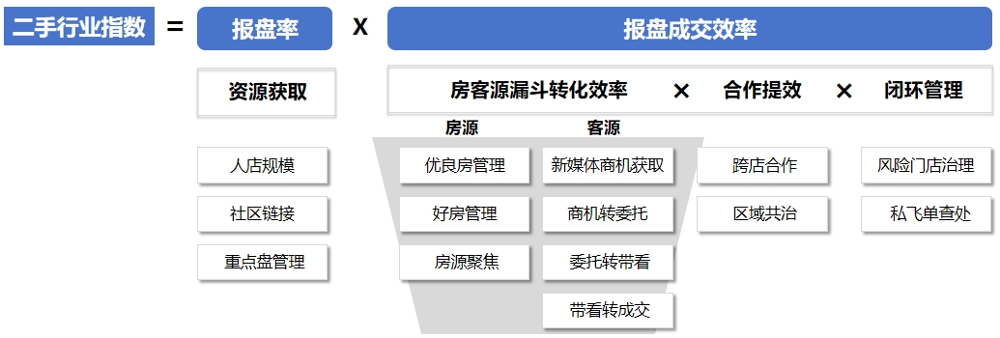 二手行业指数 = 报盘率 X 报盘成交效率
资源获取 房客源漏斗转化效率 × 合作提效 × 闭环管理
房源 客源
人店规模 优良房管理 新媒体商机获取 跨店合作 风险门店治理
社区链接 好房管理 商机转委托 区域共治 私飞单查处
重点盘管理 房源聚焦 委托转带看
带看转成交